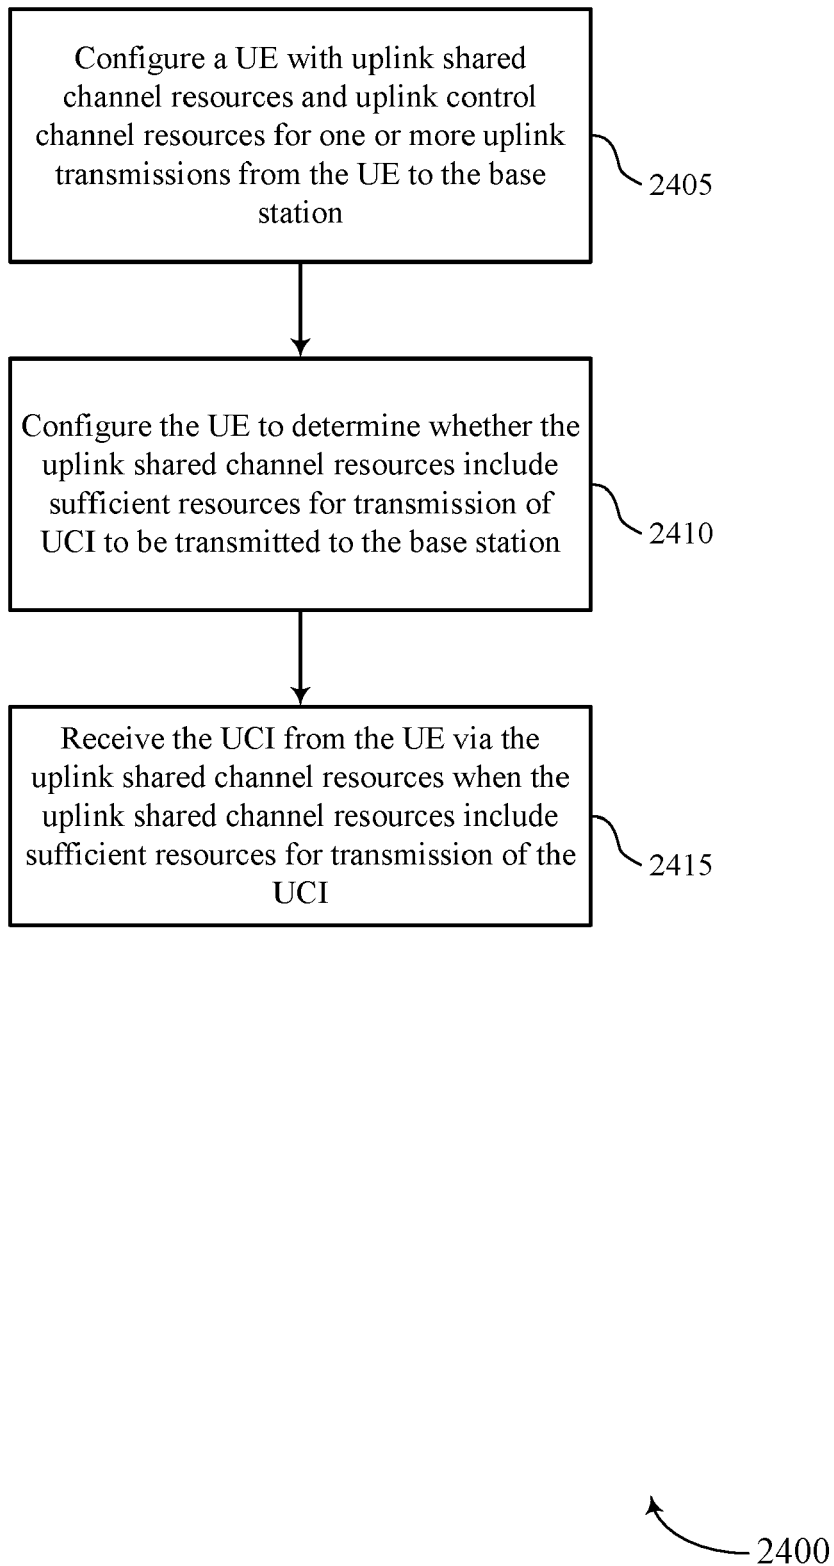 Configure a UE with uplink shared
channel resources and uplink control
channel resources for one or more uplink
transmissions from the UE to the base
station
2405
Configure the UE to determine whether the
uplink shared channel resources include
sufficient resources for transmission of
UCI to be transmitted to the base station
2410
Receive the UCI from the UE via the
uplink shared channel resources when the
uplink shared channel resources include
sufficient resources for transmission of the
UCI
2415
2400